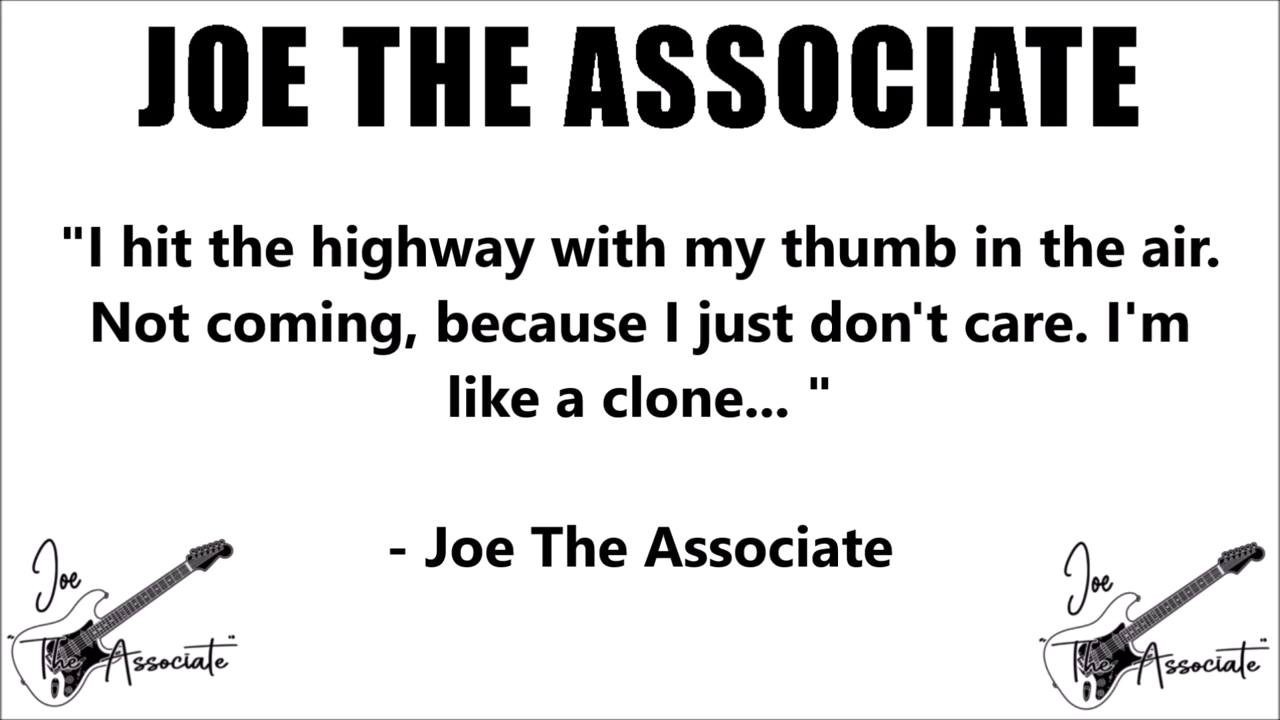 JOE THE ASSOCIATE
"I hit the highway with my thumb in the air.
Not coming, because I just don't care. I'm
like a clone... "
- Joe The Associate
Joe
"The Associate"
Joe
"The Associate"